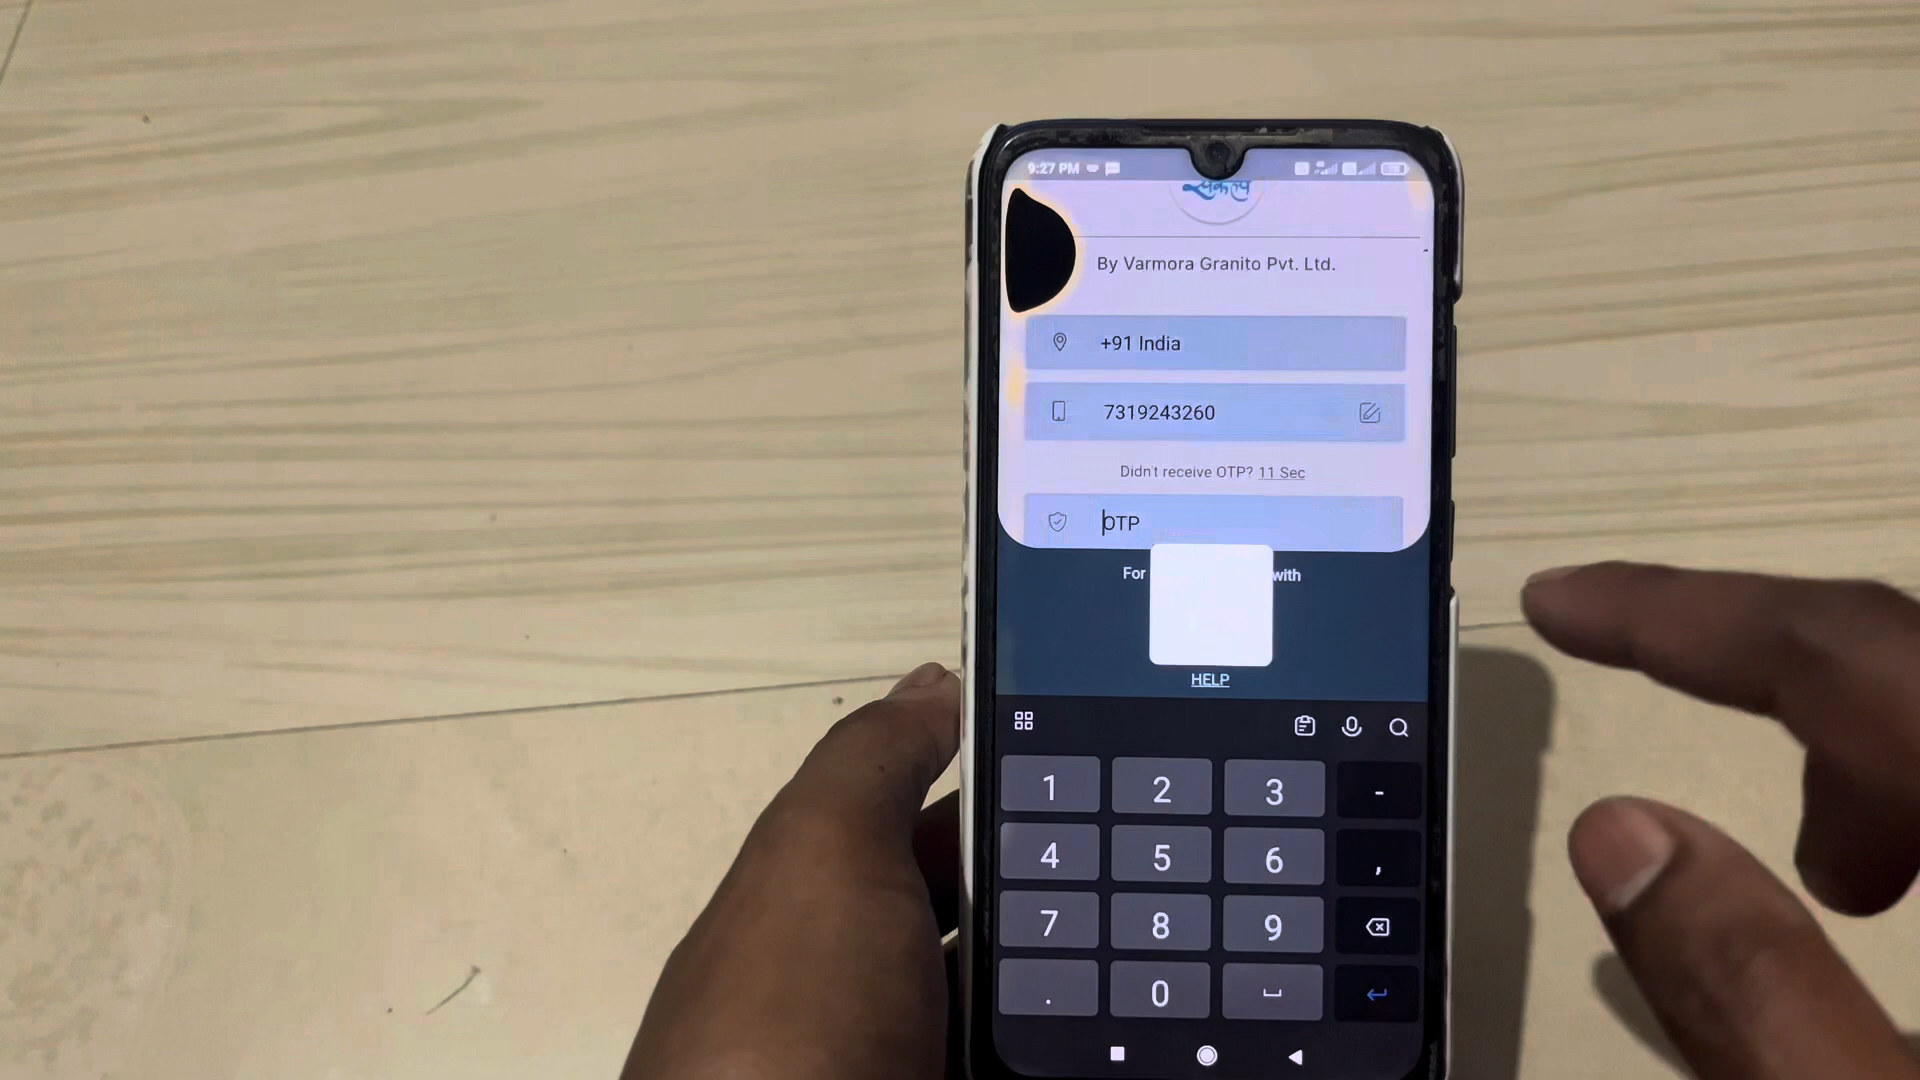 9:27 PM
By Varmora Granito Pvt. Ltd.
+91 India
7319243260
Didn't receive OTP? 11 Sec
OTP
For with
HELP
1 2 3 -
4 5 6 ,
7 8 9
. 0